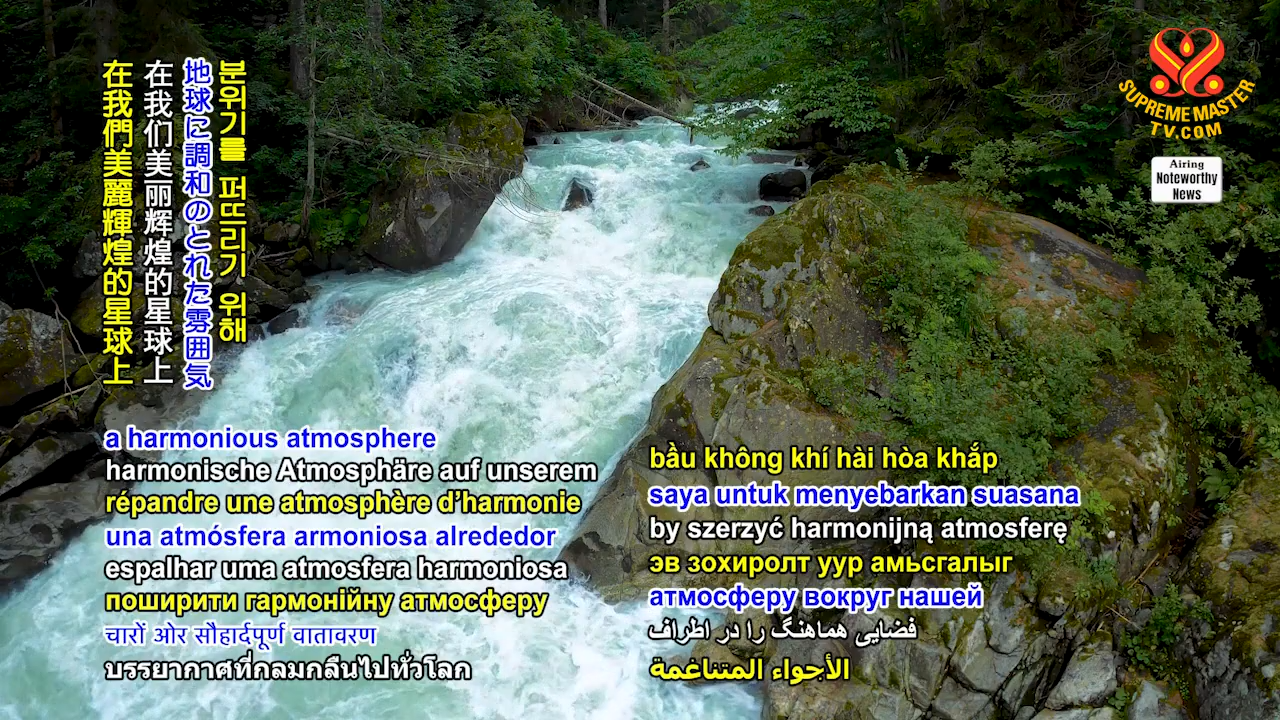 在我們美麗輝煌的星球上
在我们美丽辉煌的星球上
地球に調和のとれた雰囲気
분위기를 퍼뜨리기 위해
SUPREME MASTER
TV.COM
Airing
Noteworthy
News
a harmonious atmosphere
harmonische Atmosphäre auf unserem
répandre une atmosphère d’harmonie
una atmósfera armoniosa alrededor
espalhar uma atmosfera harmoniosa
поширити гармонійну атмосферу
चारों ओर सौहार्दपूर्ण वातावरण
บรรยากาศที่กลมกลืนไปทั่วโลก
bầu không khí hài hòa khắp
saya untuk menyebarkan suasana
by szerzyć harmonijną atmosferę
эв зохиролт уур амьсгалыг
атмосферу вокруг нашей
فضایی هماهنگ را در اطراف
الأجواء المتناغمة